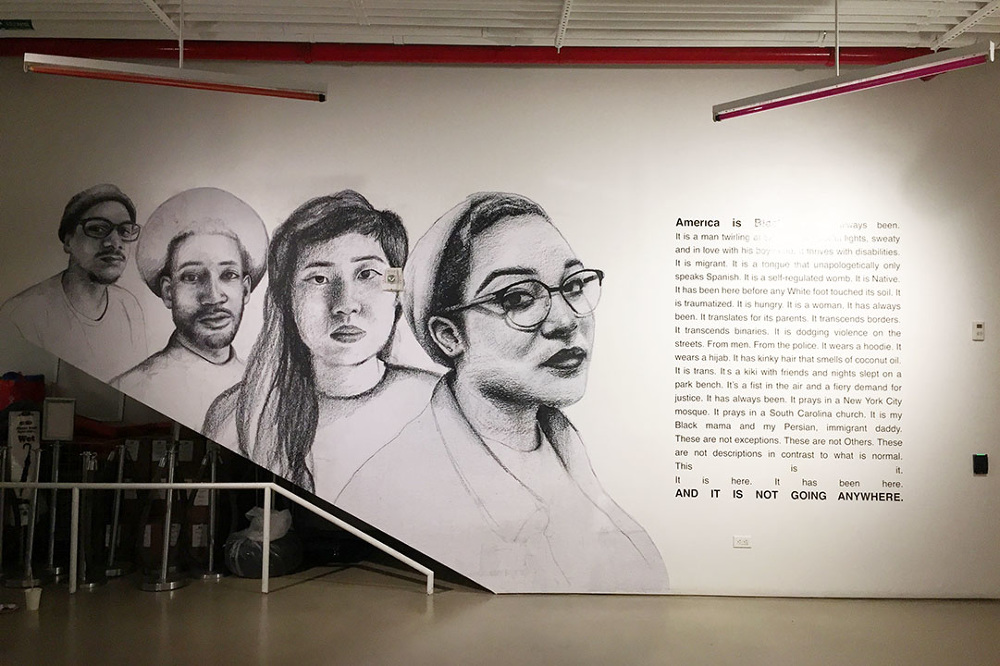 America is always been.
It is a man twirling lights, sweaty
and in love with his thrives with disabilities.
It is migrant. It is a tongue that unapologetically only
speaks Spanish. It is a self-regulated womb. It is Native.
It has been here before any White foot touched its soil. It
is traumatized. It is hungry. It is a woman. It has always
been. It translates for its parents. It transcends borders.
It transcends binaries. It is dodging violence on the
streets. From men. From the police. It wears a hoodie. It
wears a hijab. It has kinky hair that smells of coconut oil.
It is trans. It's a kiki with friends and nights slept on a
park bench. It's a fist in the air and a fiery demand for
justice. It has always been. It prays in a New York City
mosque. It prays in a South Carolina church. It is my
Black mama and my Persian, immigrant daddy.
These are not exceptions. These are not Others. These
are not descriptions in contrast to what is normal.
This is it.
It is here. It has been here.
AND IT IS NOT GOING ANYWHERE.
Wet